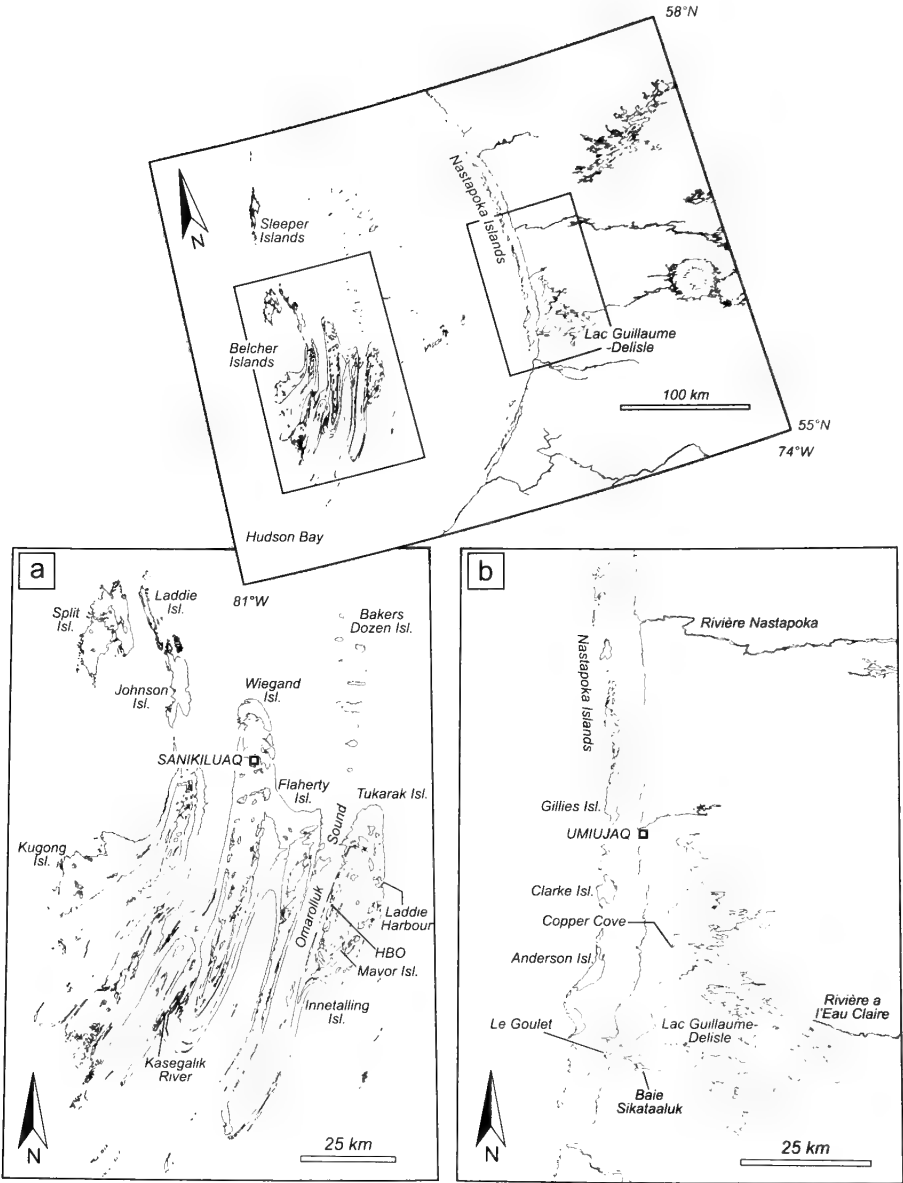 58°N
Nastapoka Islands
N
Sleeper
Islands
Belcher
Islands
Lac Guillaume
-Delisle
100 km
55°N
74°W
Hudson Bay
81°W
a
Split
Isl.
Laddie
Isl.
Bakers
Dozen Isl.
Johnson
Isl.
Wiegand
Isl.
SANIKILUAQ
Flaherty
Isl.
Tukarak Isl.
Sound
Omarolluk
Kugong
Isl.
Laddie
Harbour
HBO
Mavor Isl.
Innetalling
Isl.
Kasegalik
River
N
25 km
b
Rivière Nastapoka
Nastapoka Islands
Gillies Isl.
UMIUJAQ
Clarke Isl.
Copper Cove
Anderson Isl.
Le Goulet
Lac Guillaume-
Delisle
Rivière a
l'Eau Claire
Baie
Sikataaluk
N
25 km